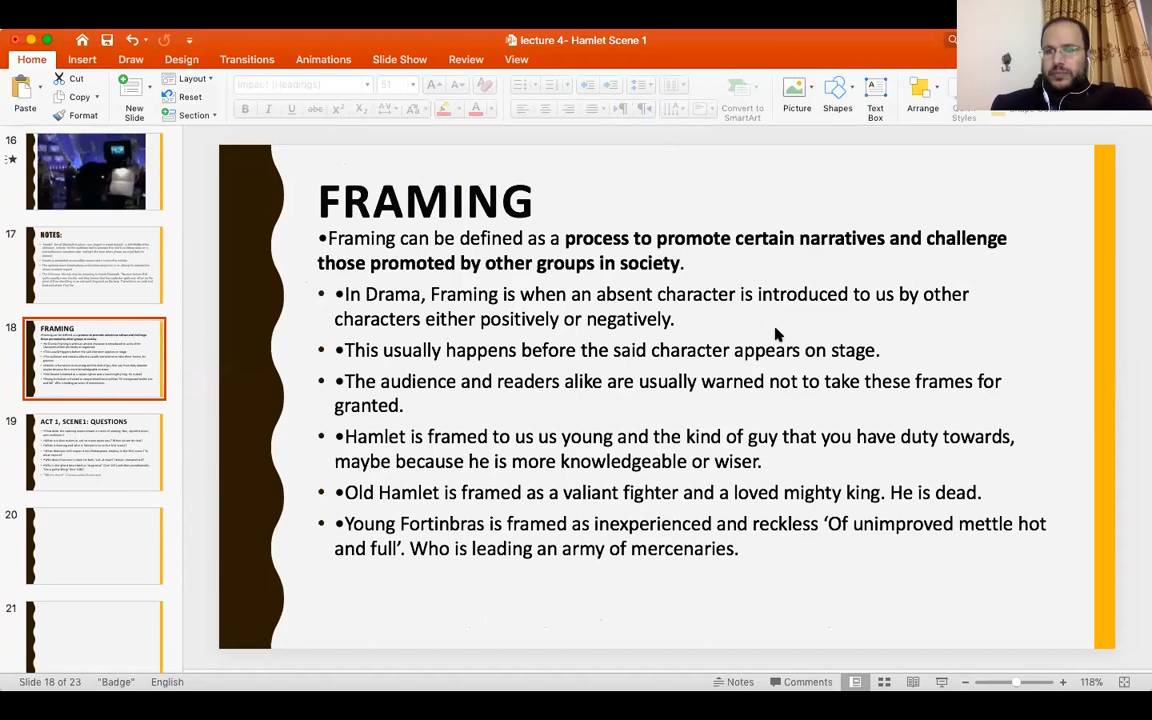 lecture 4- Hamlet Scene 1
Home Insert Draw Design Transitions Animations Slide Show Review View
Paste Cut Copy Format
New Slide Layout Reset Section
Impact (Headings) 51
Convert to SmartArt
Picture Shapes Text Box Arrange Quick Styles
16
17
NOTES:
18
FRAMING
19
ACT 1, SCENE1: QUESTIONS
20
21
FRAMING
•Framing can be defined as a process to promote certain narratives and challenge
those promoted by other groups in society.
• •In Drama, Framing is when an absent character is introduced to us by other
characters either positively or negatively.
• •This usually happens before the said character appears on stage.
• •The audience and readers alike are usually warned not to take these frames for
granted.
• •Hamlet is framed to us us young and the kind of guy that you have duty towards,
maybe because he is more knowledgeable or wiser.
• •Old Hamlet is framed as a valiant fighter and a loved mighty king. He is dead.
• •Young Fortinbras is framed as inexperienced and reckless ‘Of unimproved mettle hot
and full’. Who is leading an army of mercenaries.
Slide 18 of 23 "Badge" English Notes Comments 118%